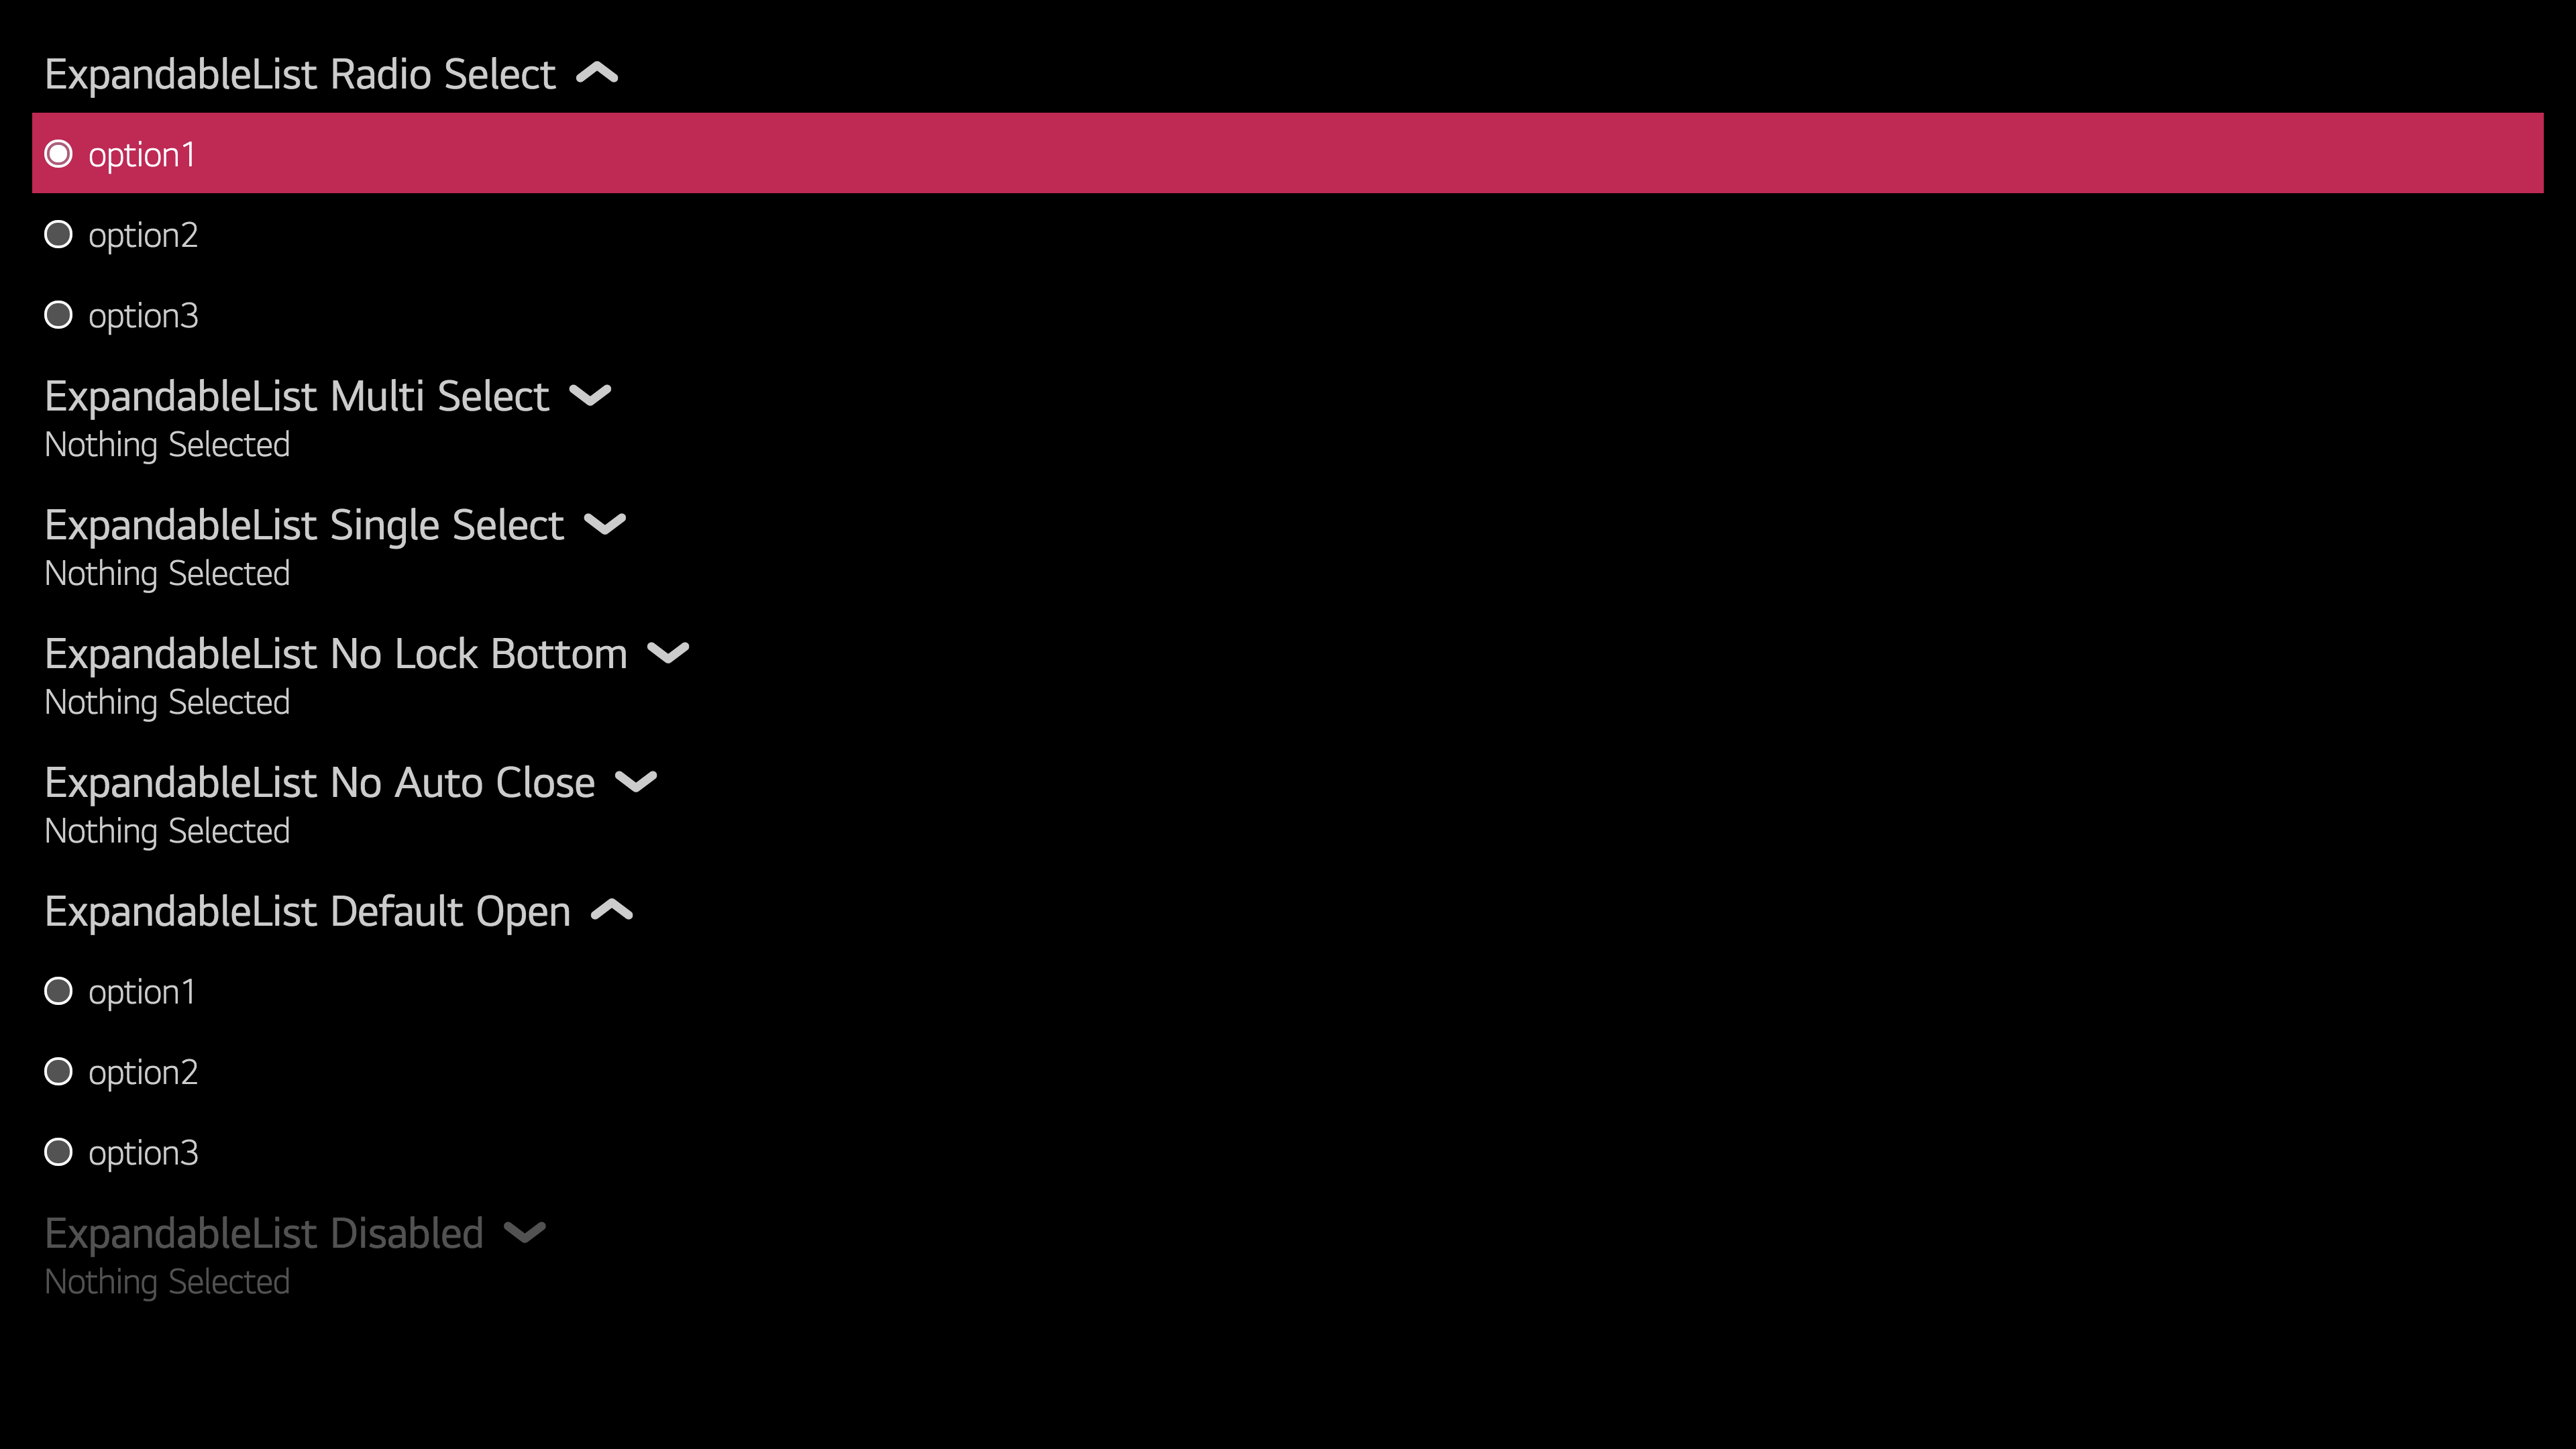 ExpandableList Radio Select
option1
option2
option3
ExpandableList Multi Select
Nothing Selected
ExpandableList Single Select
Nothing Selected
ExpandableList No Lock Bottom
Nothing Selected
ExpandableList No Auto Close
Nothing Selected
ExpandableList Default Open
option1
option2
option3
ExpandableList Disabled
Nothing Selected